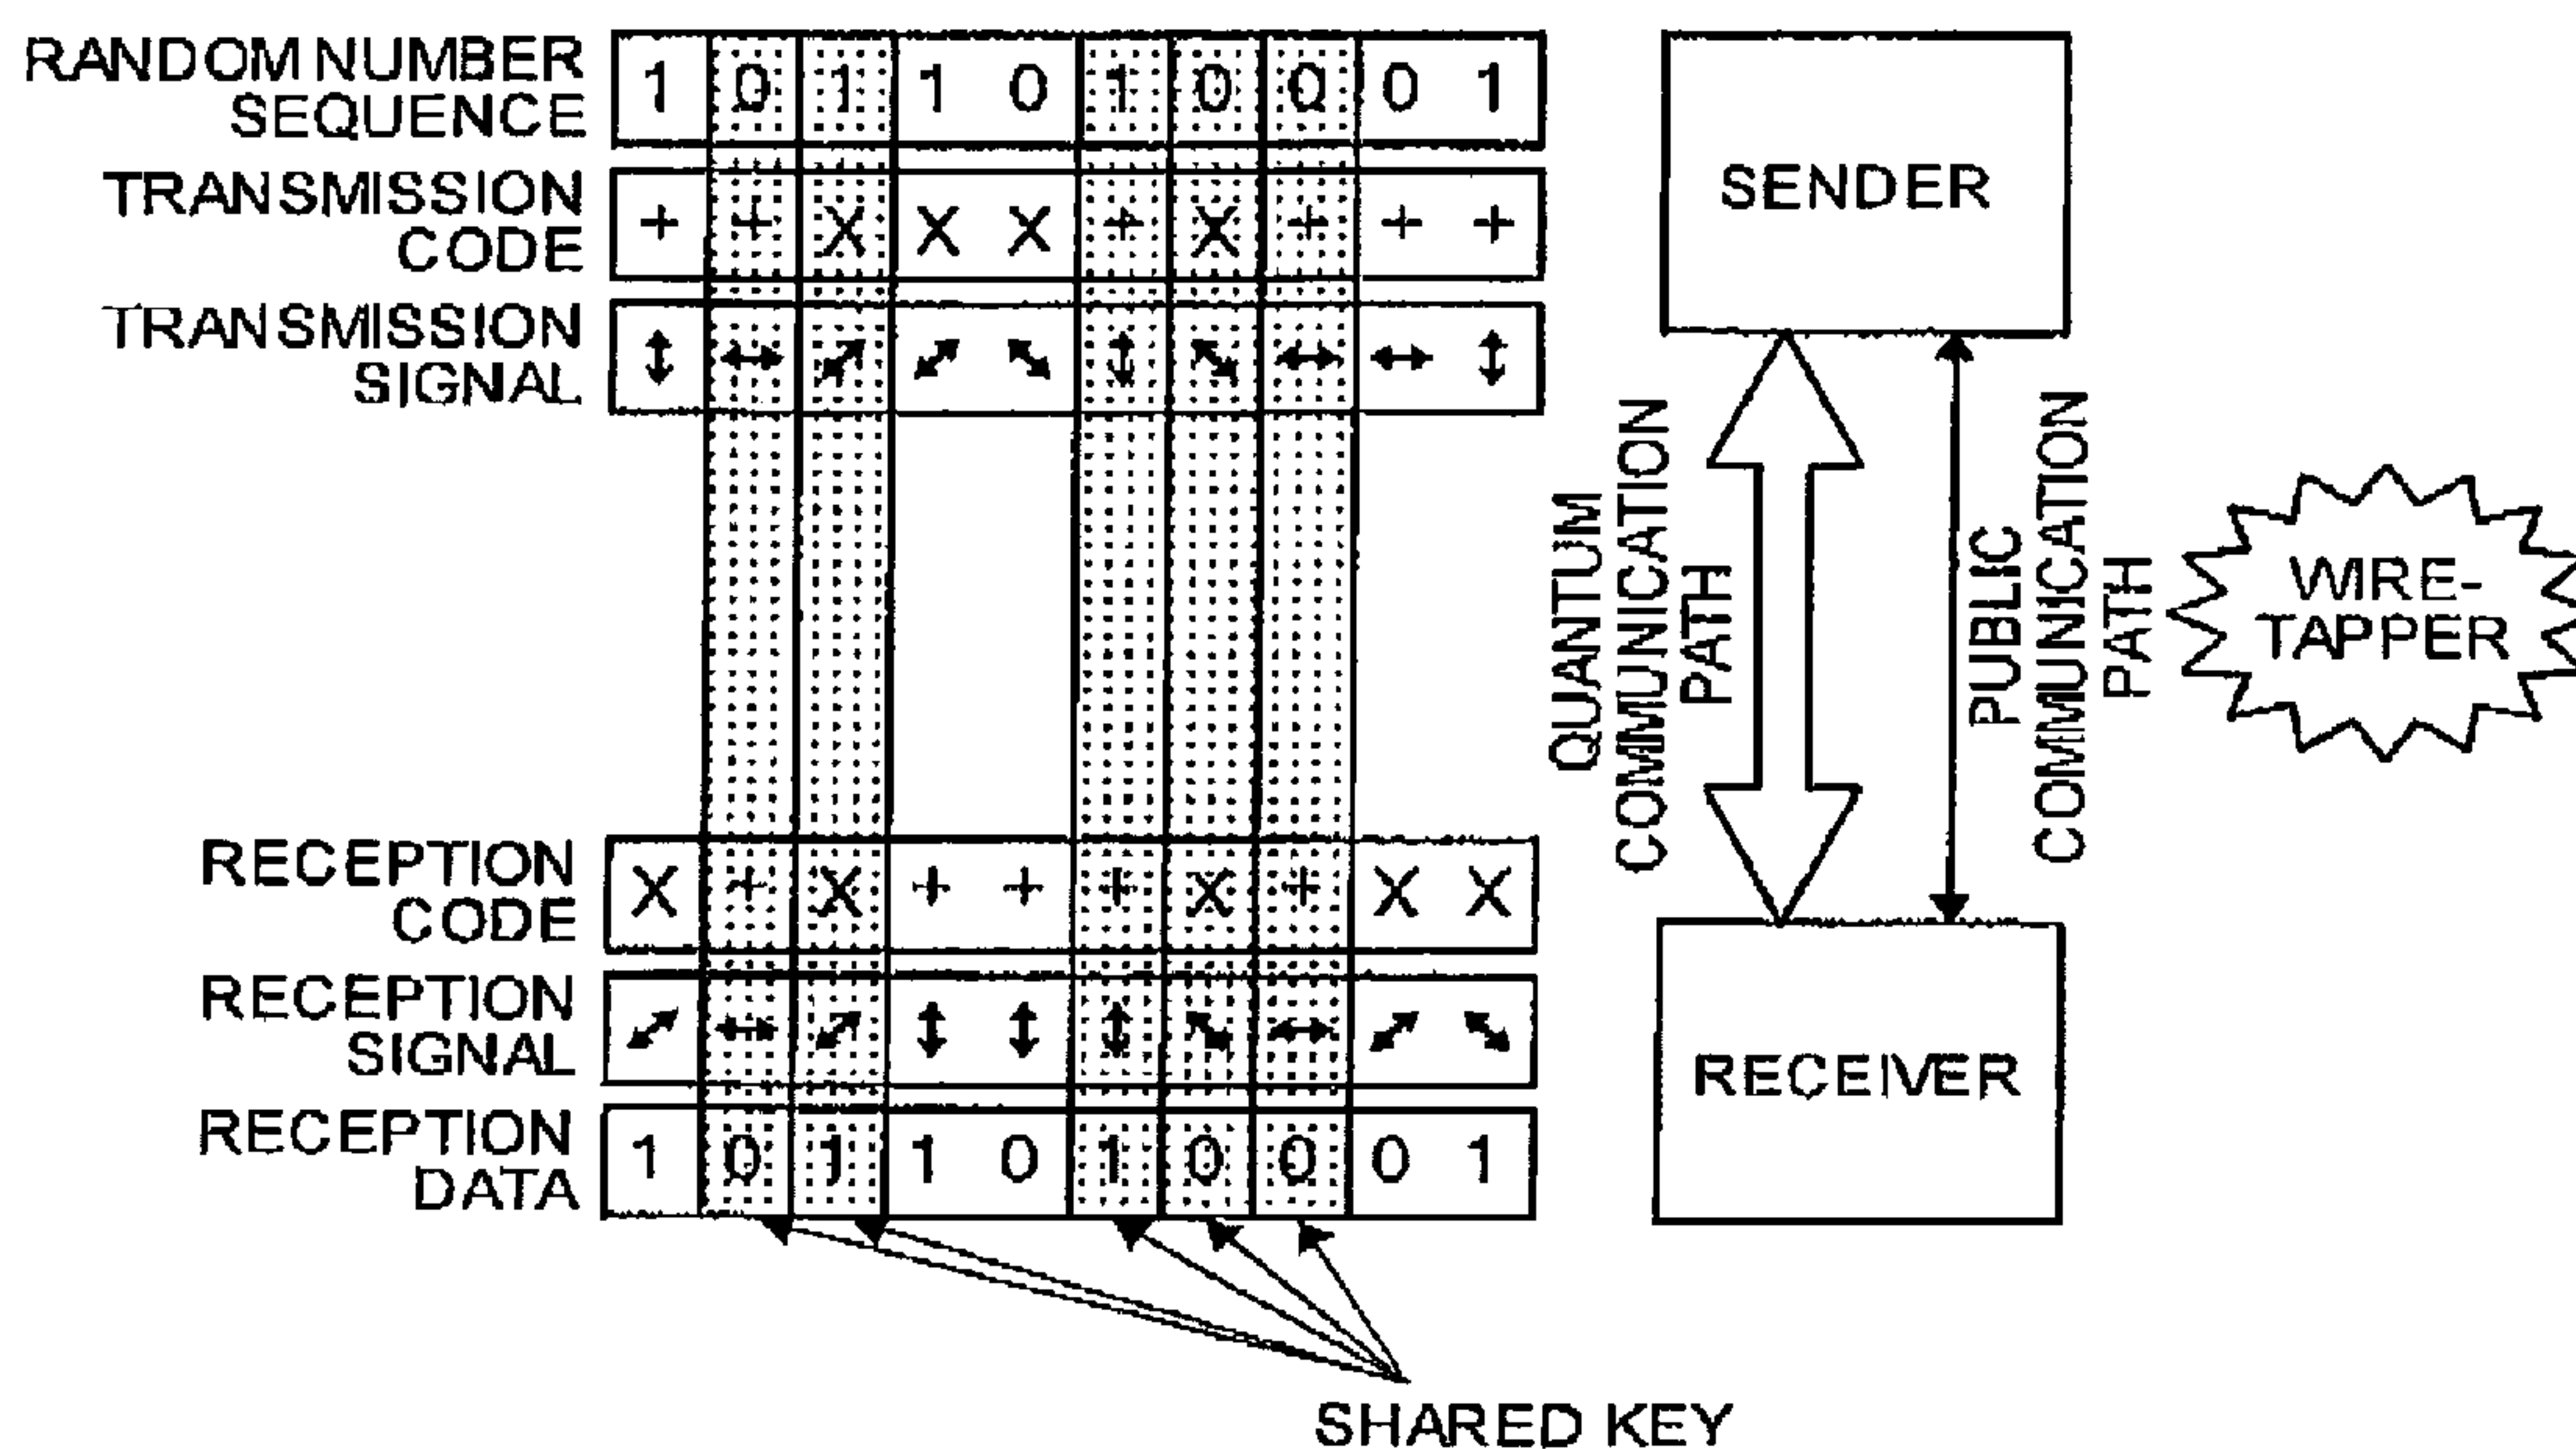 RANDOM NUMBER
SEQUENCE
1 0 1 1 0 1 0 0 0 1
TRANSMISSION
CODE
+ + X X X + X + + +
TRANSMISSION
SIGNAL
↕ ↔ ⤢ ⤢ ⤡ ↕ ⤡ ↔ ↔ ↕
SENDER
QUANTUM
COMMUNICATION
PATH
PUBLIC
COMMUNICATION
PATH
WIRE-
TAPPER
RECEPTION
CODE
X + X + + + X + X X
RECEPTION
SIGNAL
⤢ ↔ ⤢ ↕ ↕ ↕ ⤡ ↔ ⤢ ⤡
RECEPTION
DATA
1 0 1 1 0 1 0 0 0 1
RECEIVER
SHARED KEY